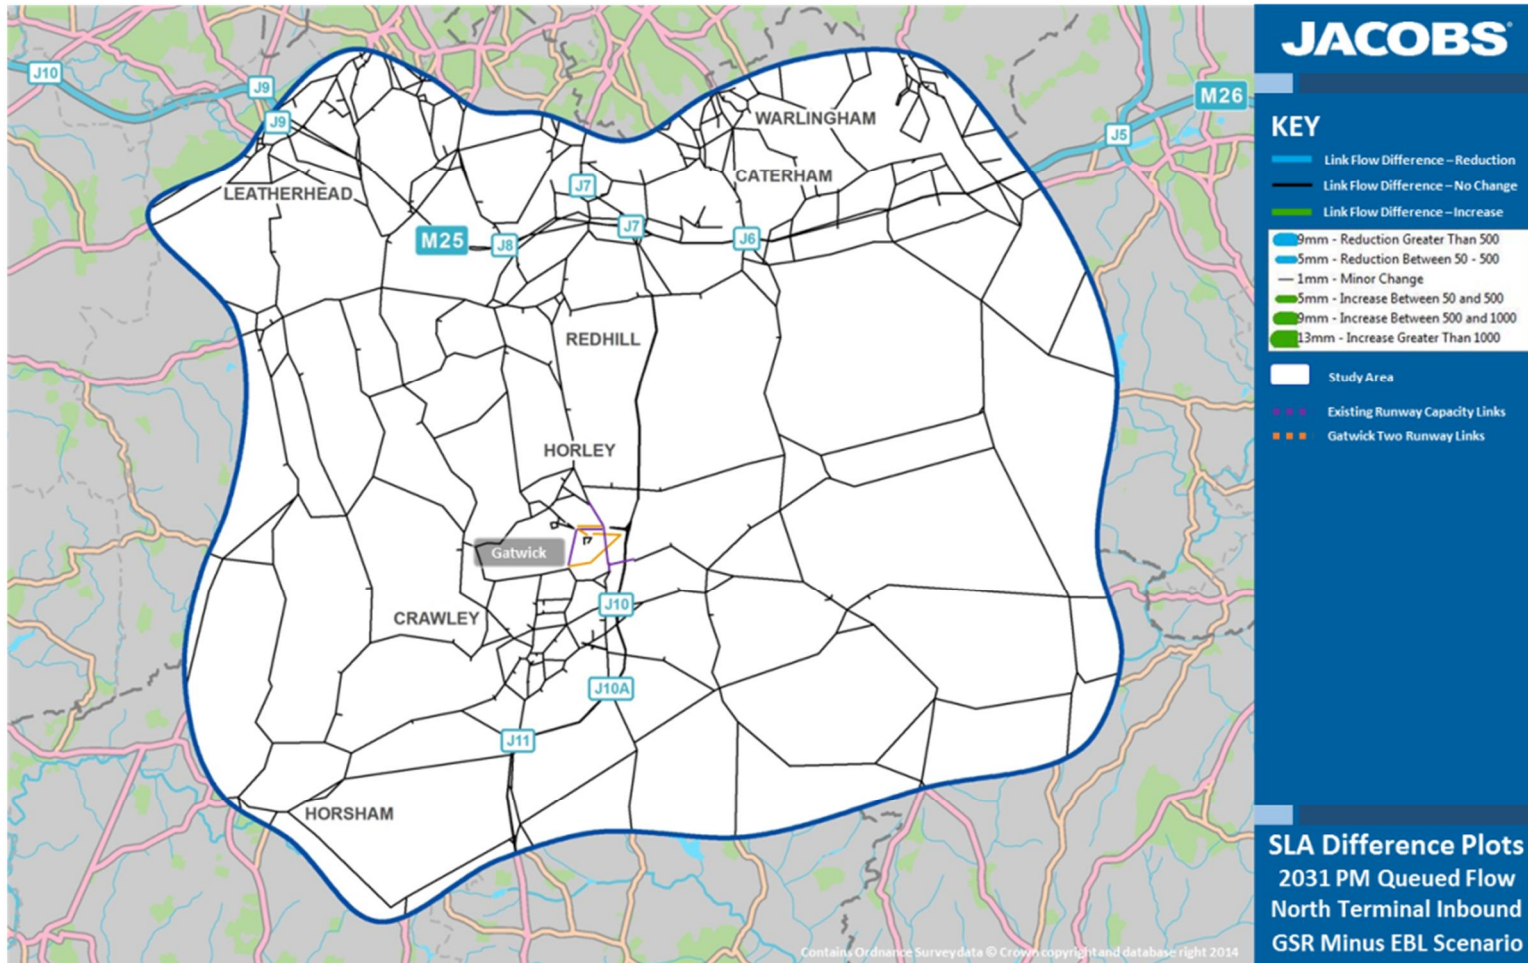 J10
J9
J9
LEATHERHEAD
M25
J8
J7
J7
J6
WARLINGHAM
CATERHAM
J5
M26
REDHILL
HORLEY
Gatwick
CRAWLEY
J10
J10A
J11
HORSHAM
Contains Ordnance Survey data © Crown copyright and database right 2014
JACOBS
KEY
Link Flow Difference – Reduction
Link Flow Difference – No Change
Link Flow Difference – Increase
9mm - Reduction Greater Than 500
5mm - Reduction Between 50 - 500
1mm - Minor Change
5mm - Increase Between 50 and 500
9mm - Increase Between 500 and 1000
13mm - Increase Greater Than 1000
Study Area
Existing Runway Capacity Links
Gatwick Two Runway Links
SLA Difference Plots
2031 PM Queued Flow
North Terminal Inbound
GSR Minus EBL Scenario